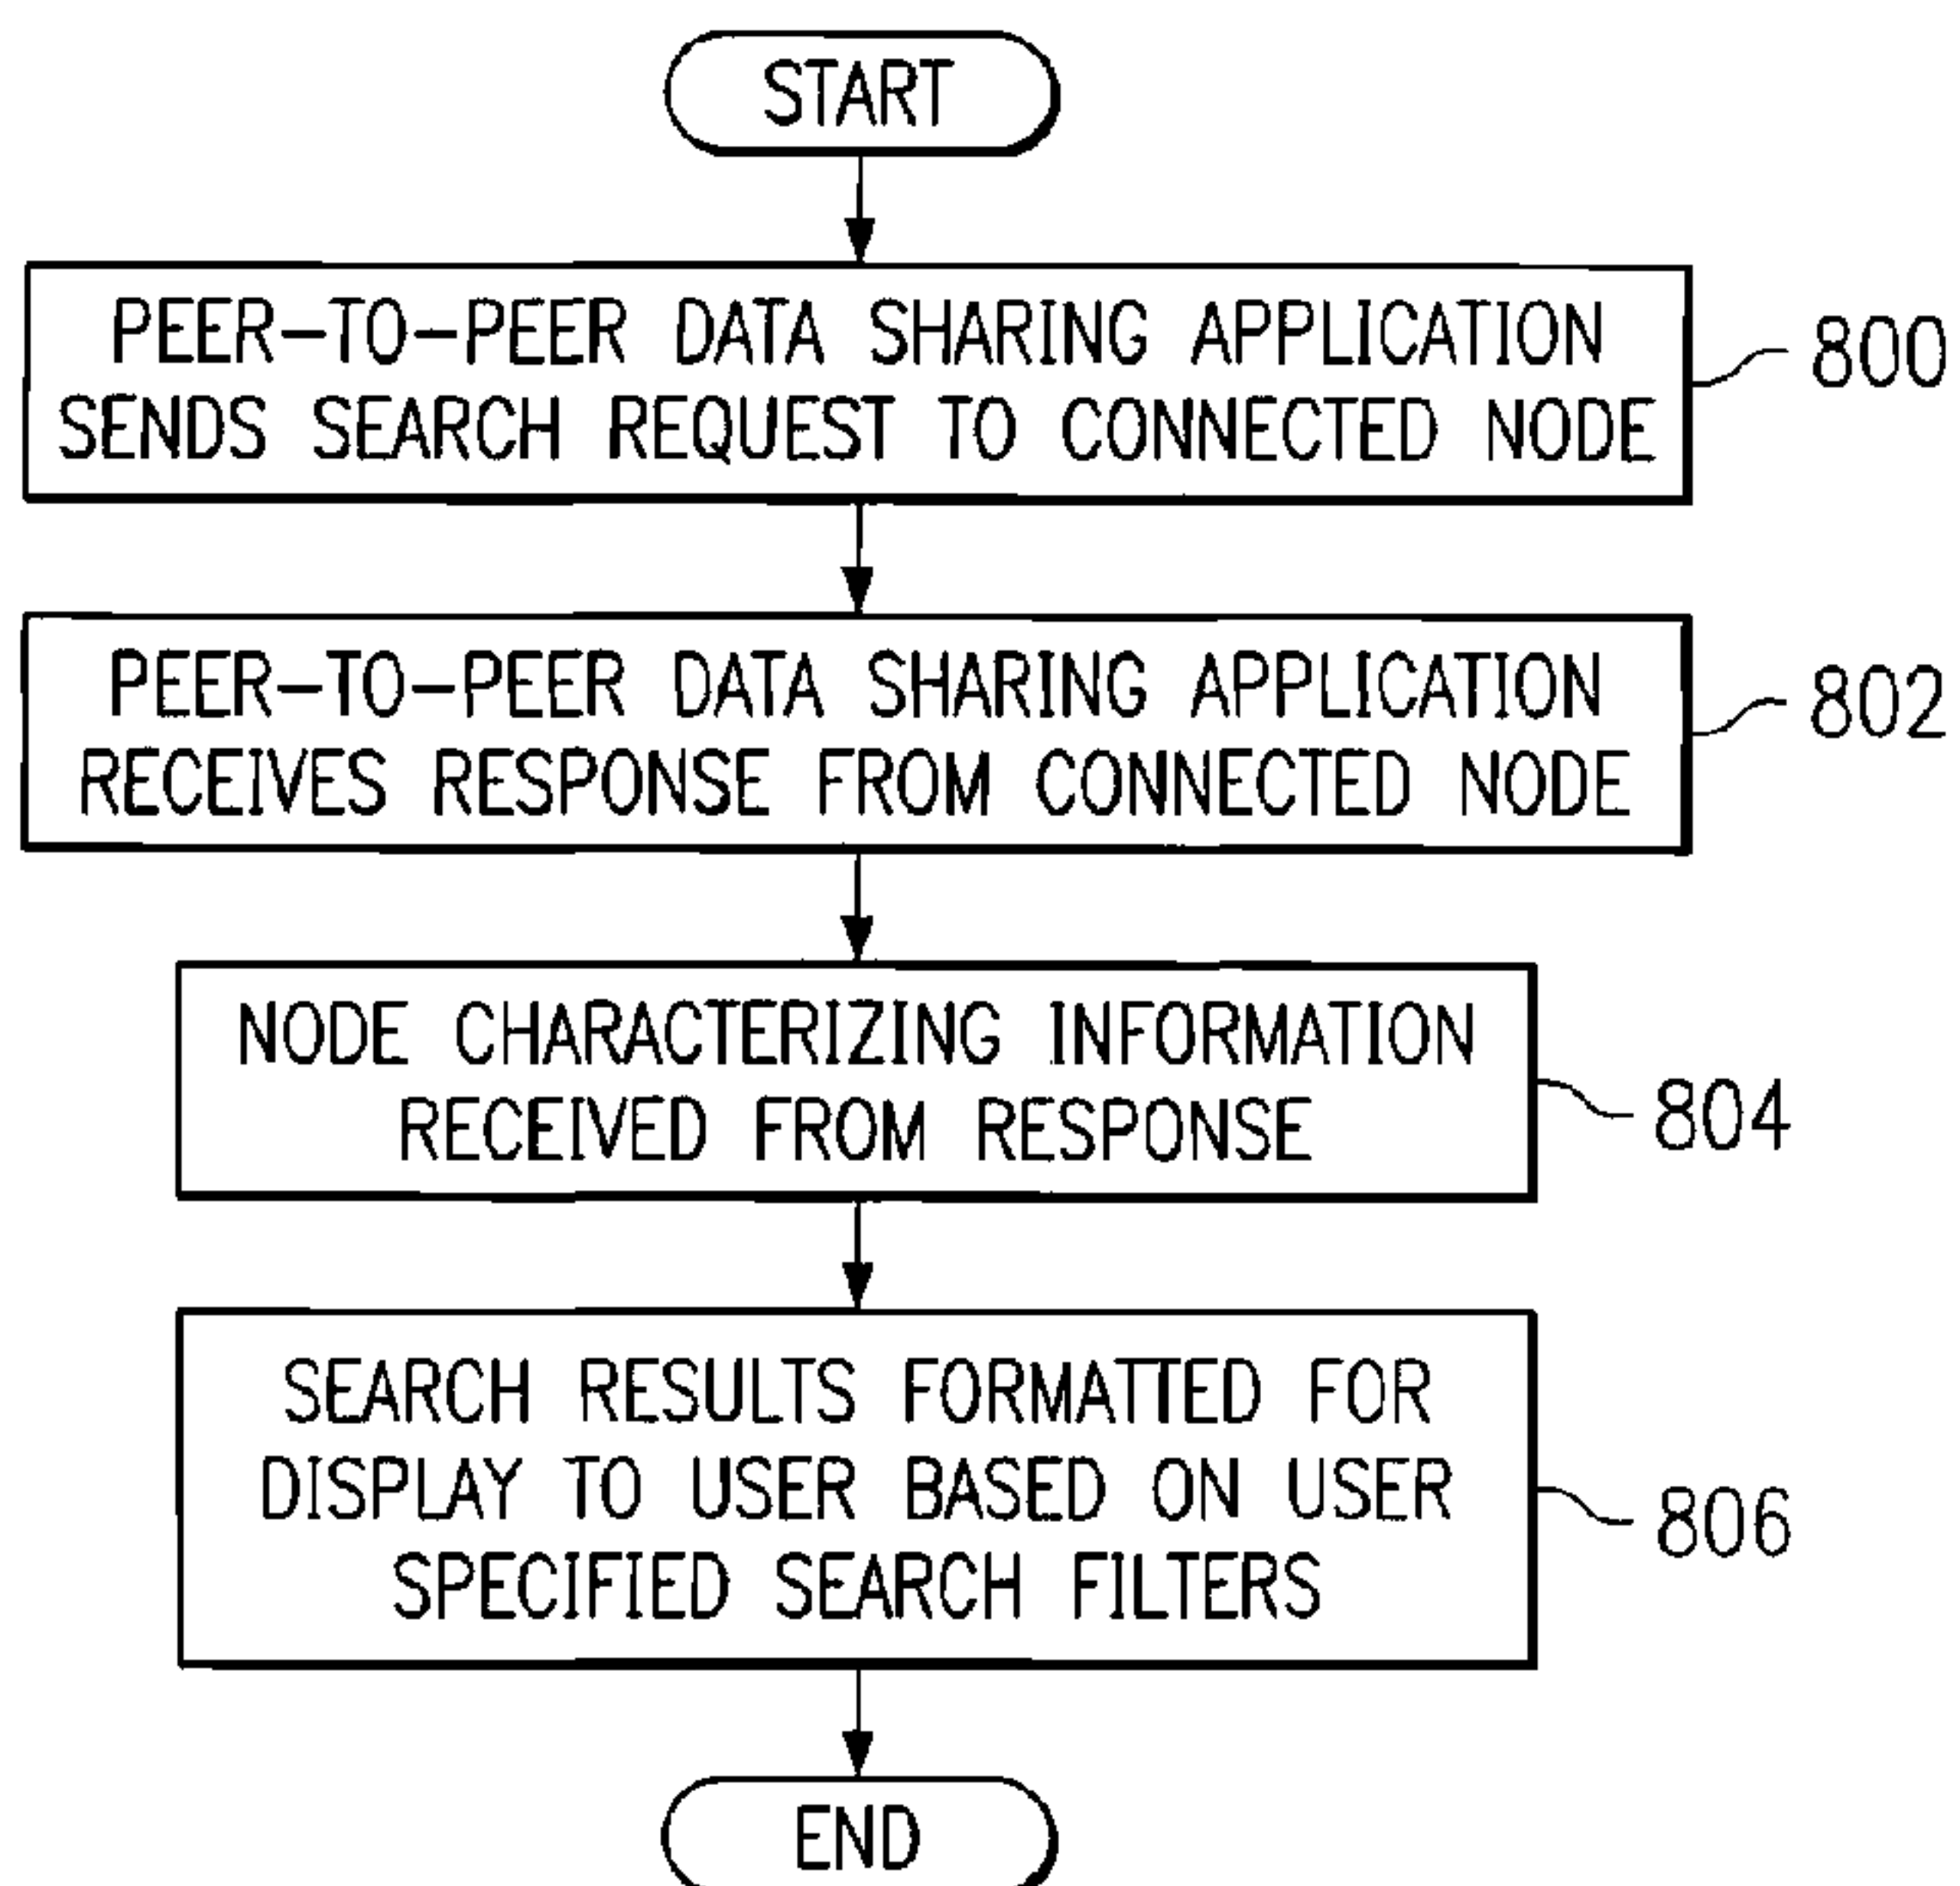 START
PEER-TO-PEER DATA SHARING APPLICATION
SENDS SEARCH REQUEST TO CONNECTED NODE
800
PEER-TO-PEER DATA SHARING APPLICATION
RECEIVES RESPONSE FROM CONNECTED NODE
802
NODE CHARACTERIZING INFORMATION
RECEIVED FROM RESPONSE
804
SEARCH RESULTS FORMATTED FOR
DISPLAY TO USER BASED ON USER
SPECIFIED SEARCH FILTERS
806
END